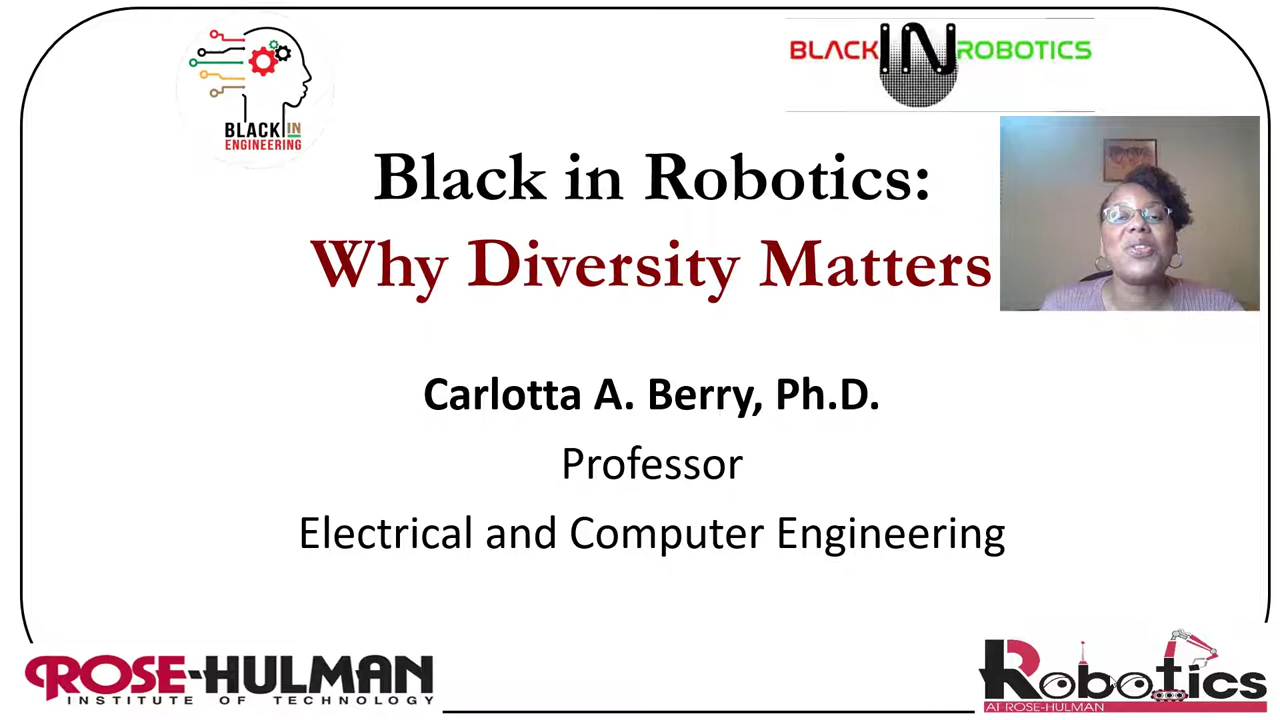 BLACK IN
ENGINEERING
BLACK IN ROBOTICS
Black in Robotics:
Why Diversity Matters
Carlotta A. Berry, Ph.D.
Professor
Electrical and Computer Engineering
ROSE-HULMAN
INSTITUTE OF TECHNOLOGY
Robotics
AT ROSE-HULMAN